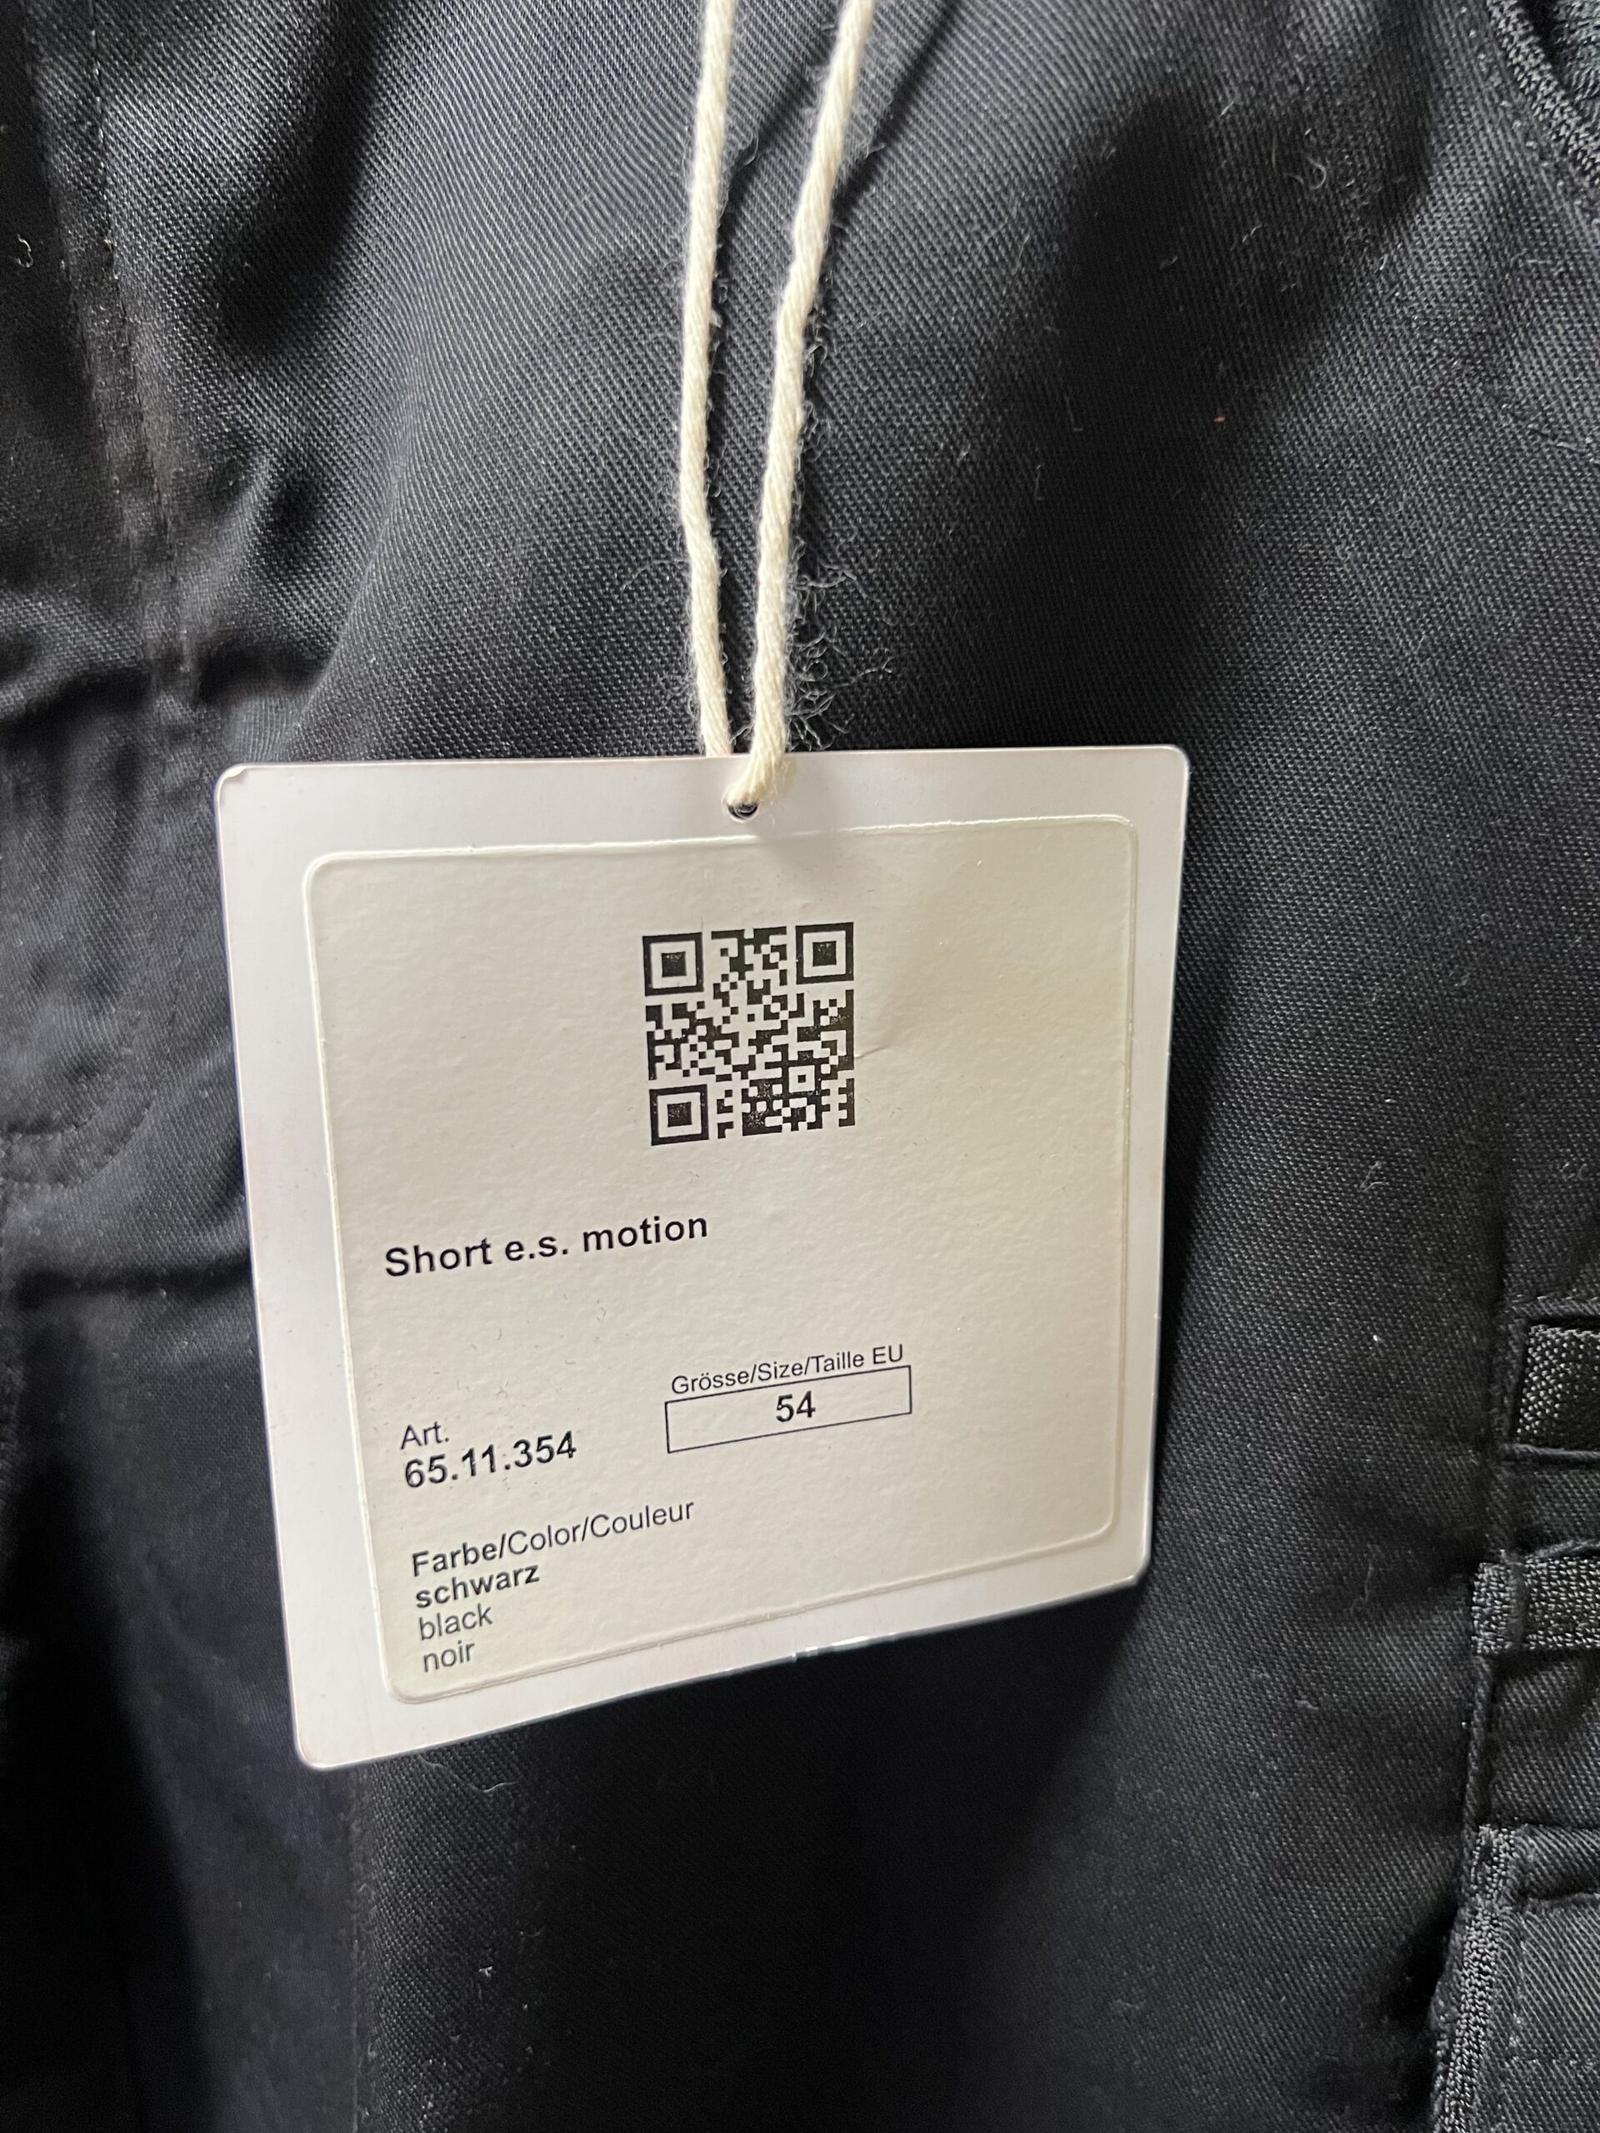 Short e.s. motion
Grösse/Size/Taille EU
54
Art.
65.11.354
Farbe/Color/Couleur
schwarz
black
noir